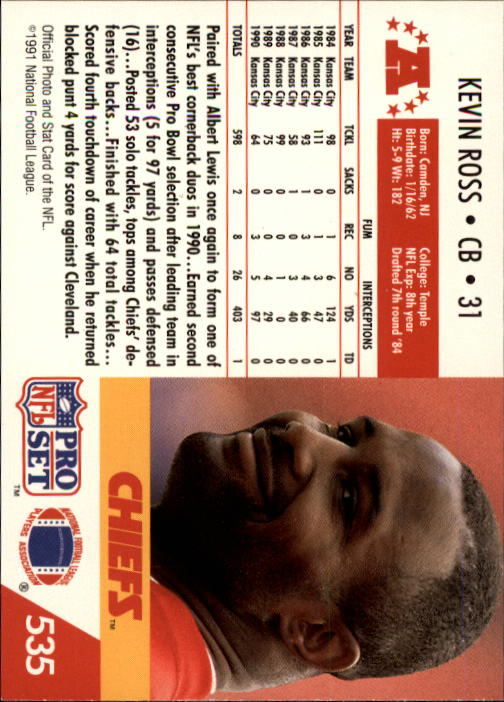 KEVIN ROSS • CB • 31
A
Born: Camden, NJ College: Temple
Birthdate: 1/16/62 NFL Exp: 8th year
Ht: 5-9 Wt: 182 Drafted 7th round '84
FUM INTERCEPTIONS
YEAR TEAM TCKL SACKS REC NO YDS TD
1984 Kansas City 98 0 1 6 124 1
1985 Kansas City 111 0 1 3 47 0
1986 Kansas City 93 1 3 4 66 0
1987 Kansas City 58 1 0 3 40 0
1988 Kansas City 99 0 0 1 0 0
1989 Kansas City 75 0 0 4 29 0
1990 Kansas City 64 0 3 5 97 0
TOTALS 598 2 8 26 403 1
Paired with Albert Lewis once again to form one of
NFL's best cornerback duos in 1990...Earned second
consecutive Pro Bowl selection after leading team in
interceptions (5 for 97 yards) and passes defensed
(16)...Posted 53 solo tackles, tops among Chiefs' de-
fensive backs...Finished with 64 total tackles...
Scored fourth touchdown of career when he returned
blocked punt 4 yards for score against Cleveland.
Official Photo and Stat Card of the NFL.
©1991 National Football League.
CHIEFS™
PRO
NFL SET™
NATIONAL FOOTBALL LEAGUE
PLAYERS ASSOCIATION®
535